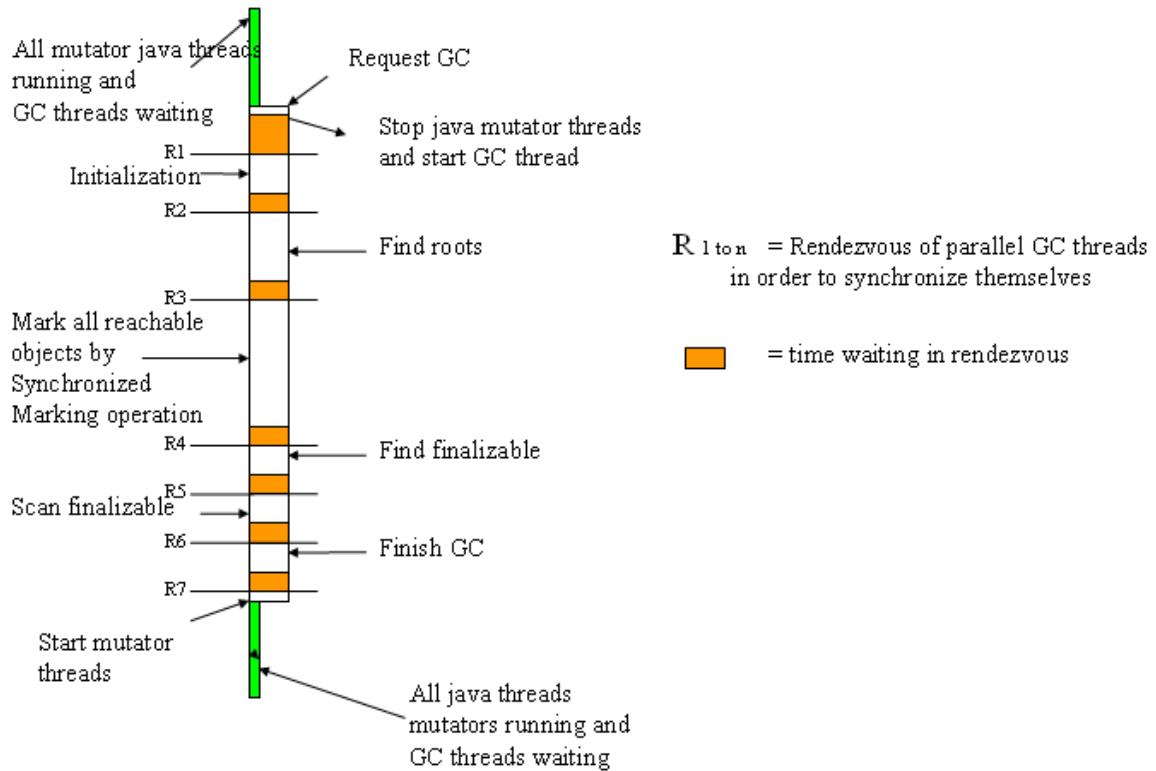 All mutator java threads
running and
GC threads waiting
Request GC
Stop java mutator threads
and start GC thread
R1
Initialization
R2
Find roots
R 1 to n = Rendezvous of parallel GC threads
in order to synchronize themselves
R3
Mark all reachable
objects by
Synchronized
Marking operation
= time waiting in rendezvous
R4
Find finalizable
R5
Scan finalizable
R6
Finish GC
R7
Start mutator
threads
All java threads
mutators running and
GC threads waiting